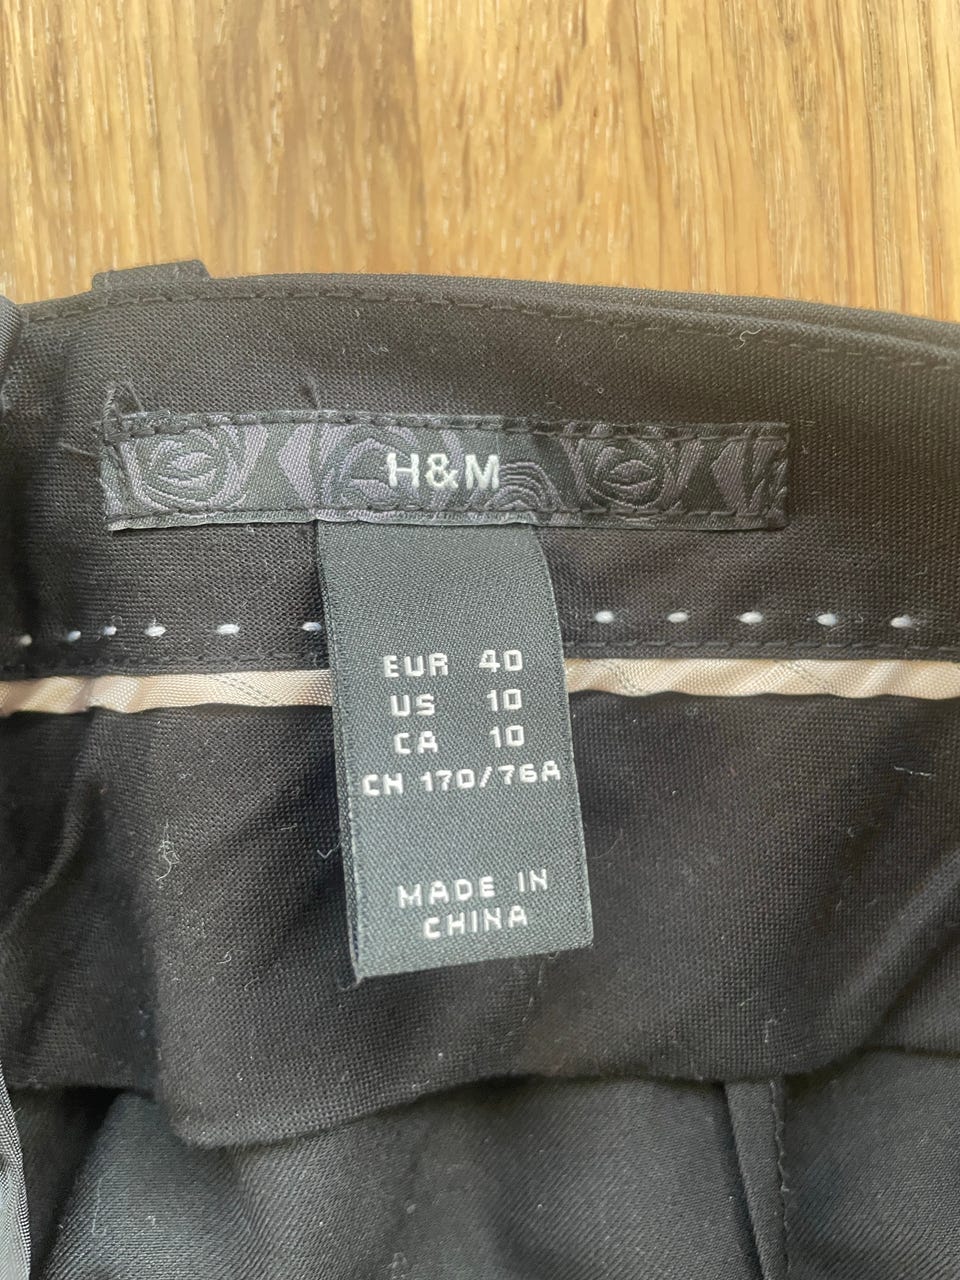 H&M
EUR 40
US 10
CA 10
CH 170/76A
MADE IN
CHINA